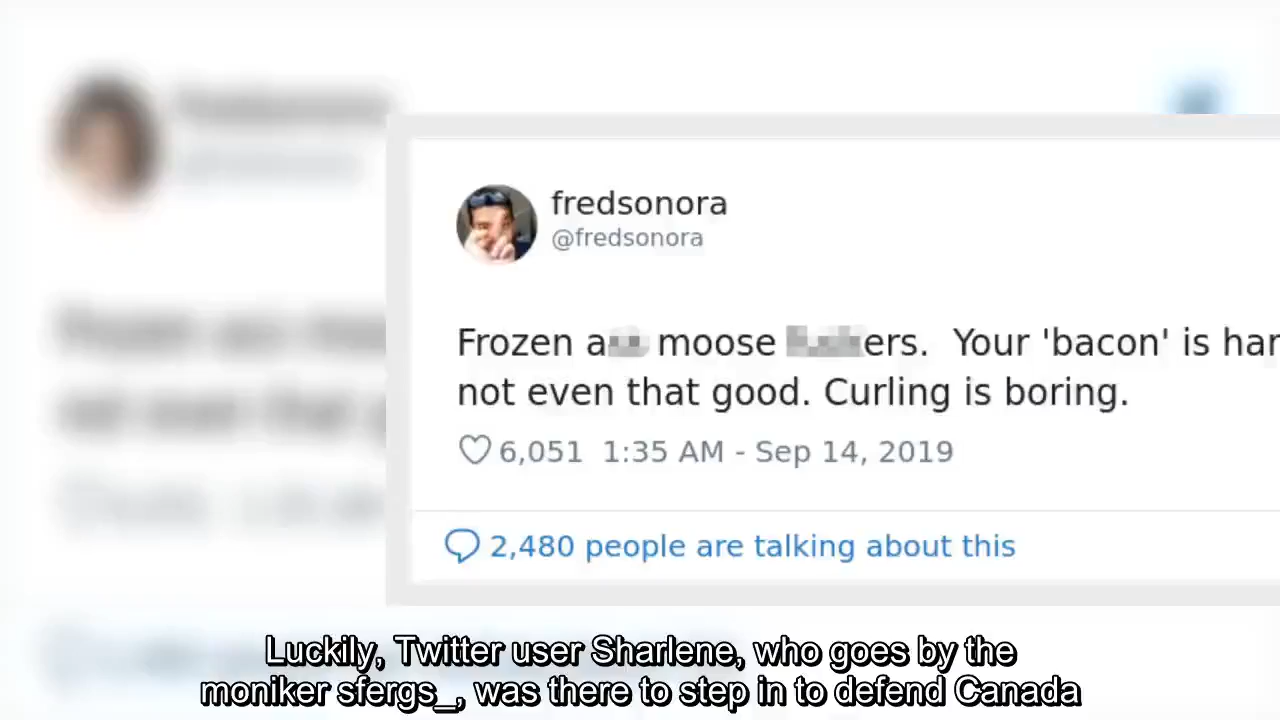 fredsonora
@fredsonora
Frozen a moose ers. Your 'bacon' is har
not even that good. Curling is boring.
6,051 1:35 AM - Sep 14, 2019
2,480 people are talking about this
Luckily, Twitter user Sharlene, who goes by the
moniker sfergs_, was there to step in to defend Canada